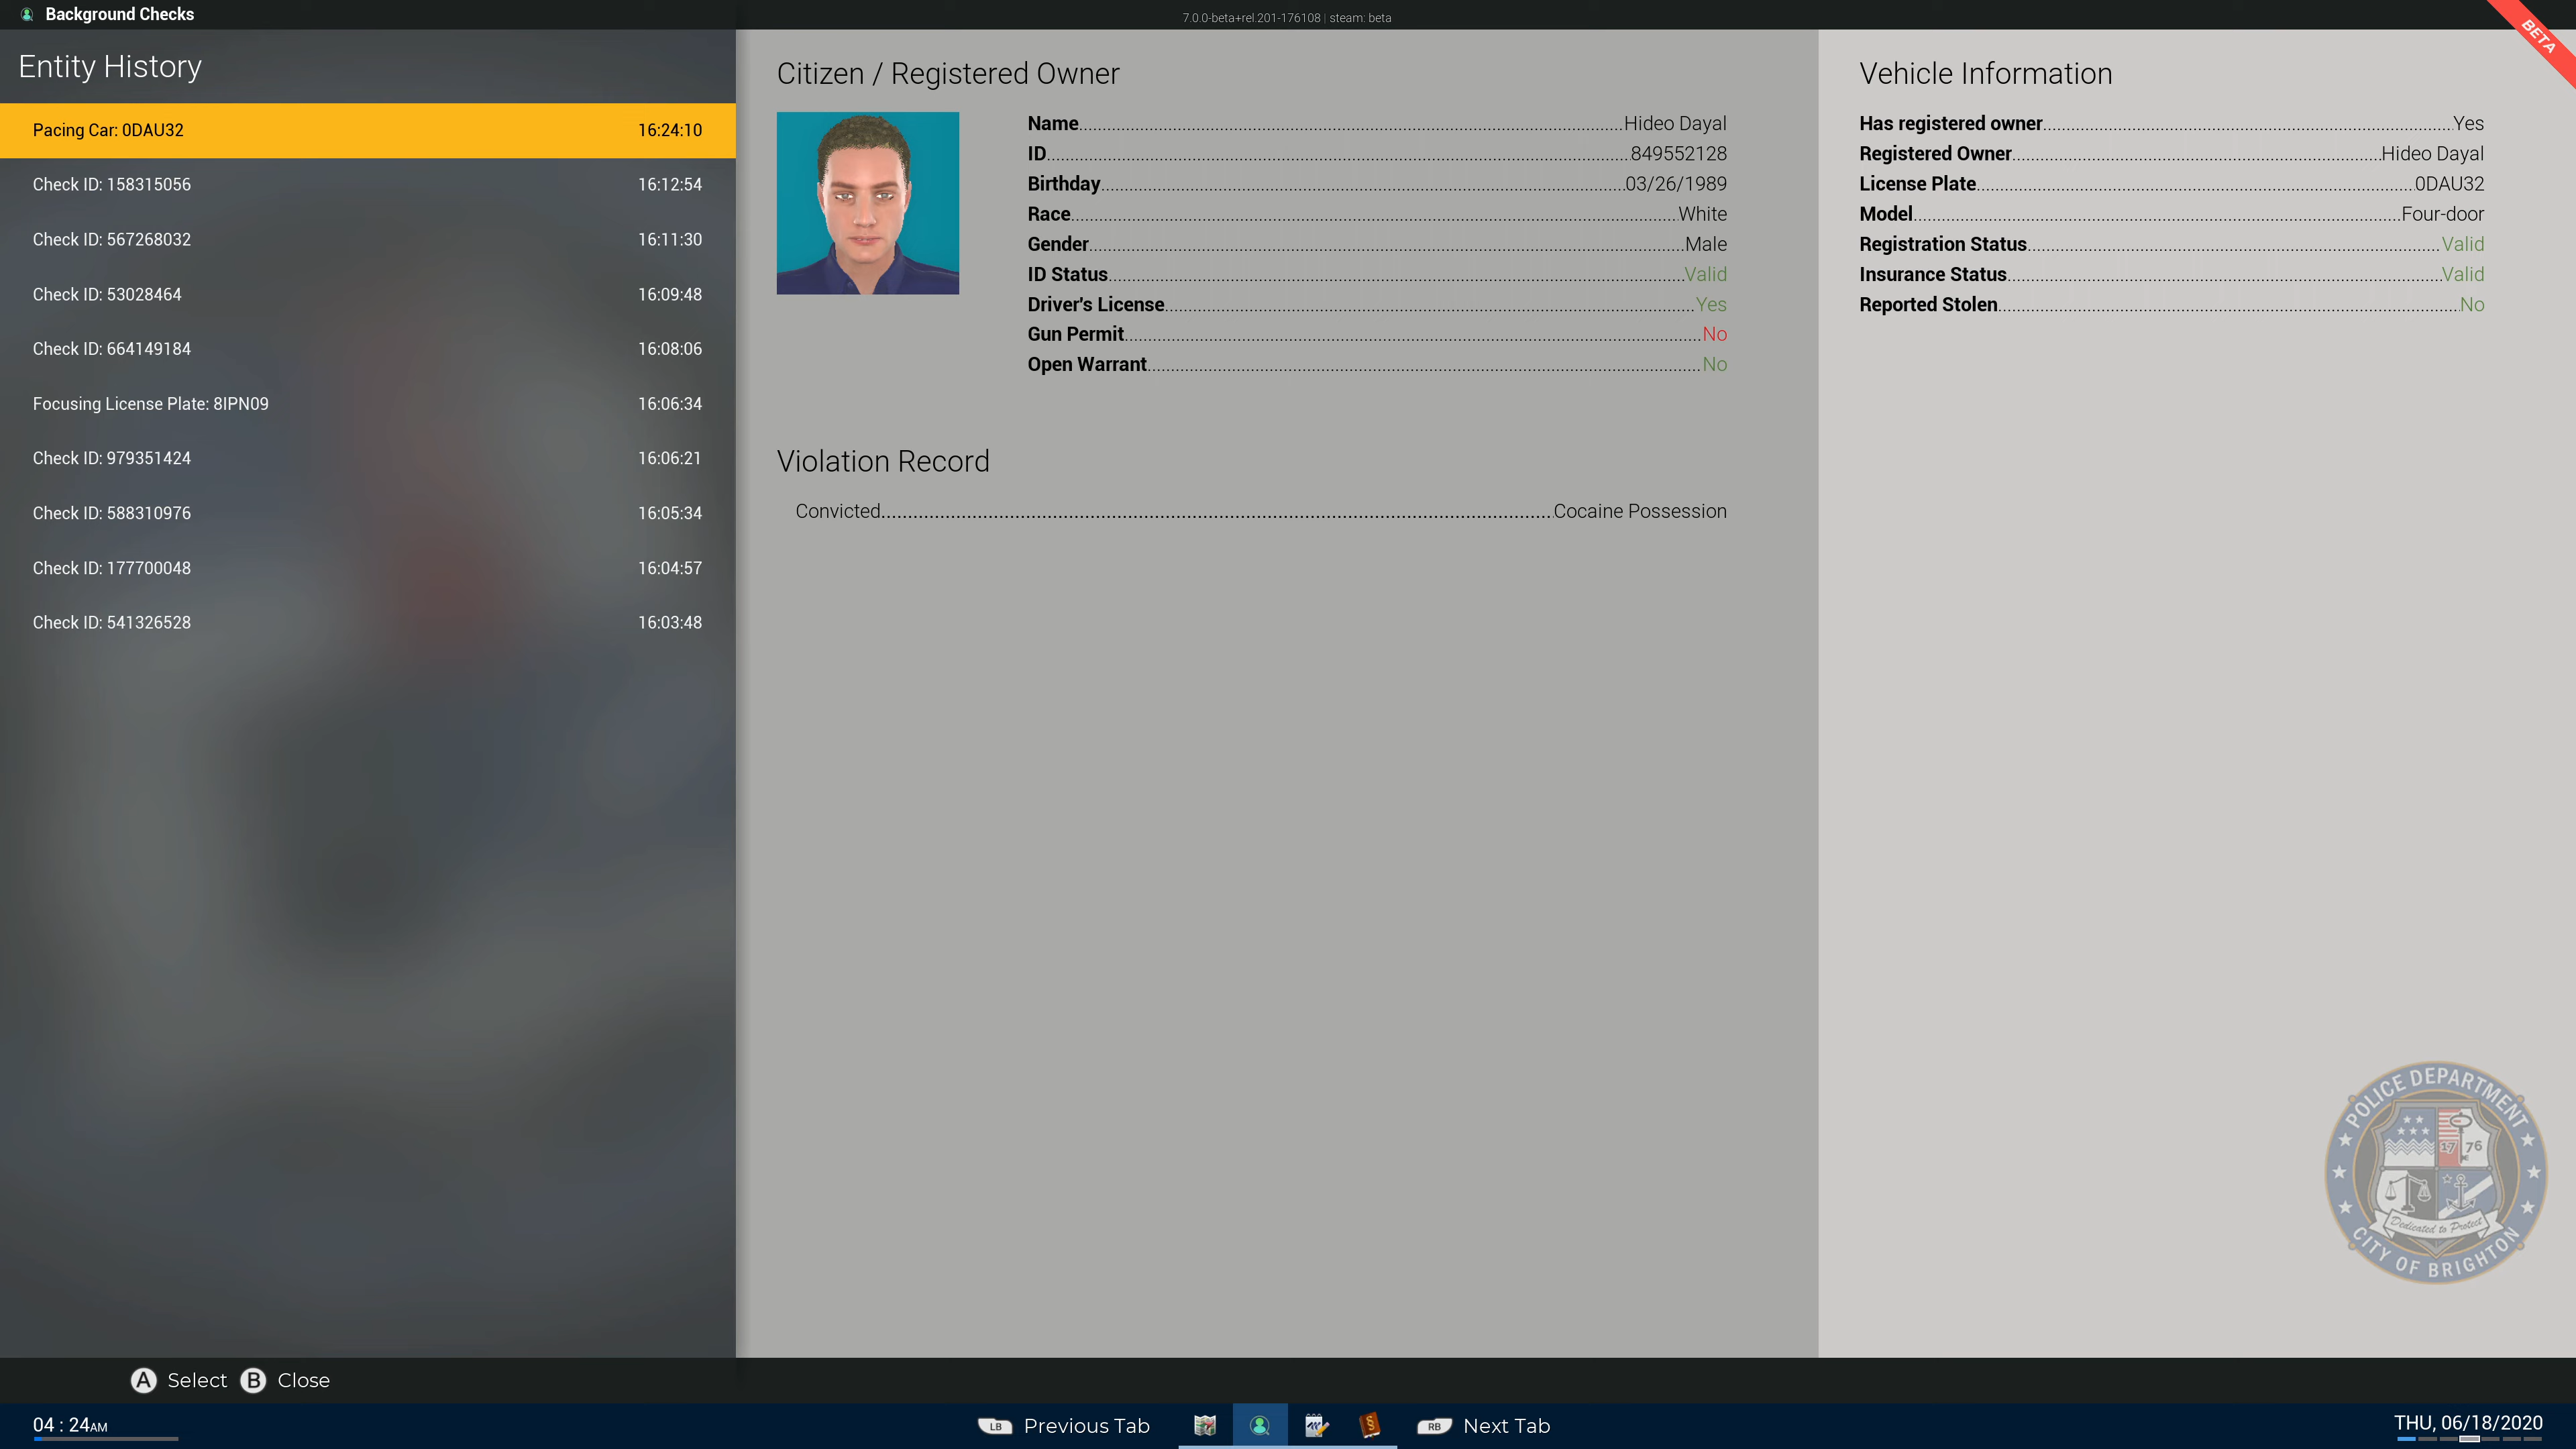 Background Checks
7.0.0-beta+rel.201-176108 | steam: beta
BETA
Entity History
Pacing Car: 0DAU32 16:24:10
Check ID: 158315056 16:12:54
Check ID: 567268032 16:11:30
Check ID: 53028464 16:09:48
Check ID: 664149184 16:08:06
Focusing License Plate: 8IPN09 16:06:34
Check ID: 979351424 16:06:21
Check ID: 588310976 16:05:34
Check ID: 177700048 16:04:57
Check ID: 541326528 16:03:48
Citizen / Registered Owner
Name Hideo Dayal
ID 849552128
Birthday 03/26/1989
Race White
Gender Male
ID Status Valid
Driver's License Yes
Gun Permit No
Open Warrant No
Violation Record
Convicted Cocaine Possession
Vehicle Information
Has registered owner Yes
Registered Owner Hideo Dayal
License Plate 0DAU32
Model Four-door
Registration Status Valid
Insurance Status Valid
Reported Stolen No
POLICE DEPARTMENT
17 76
Dedicated to Protect
CITY OF BRIGHTON
A Select B Close
04 : 24AM
LB Previous Tab
RB Next Tab
THU, 06/18/2020